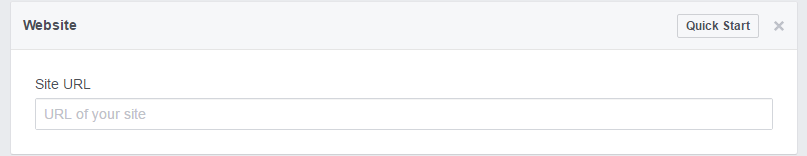 Website Quick Start ×
Site URL
URL of your site